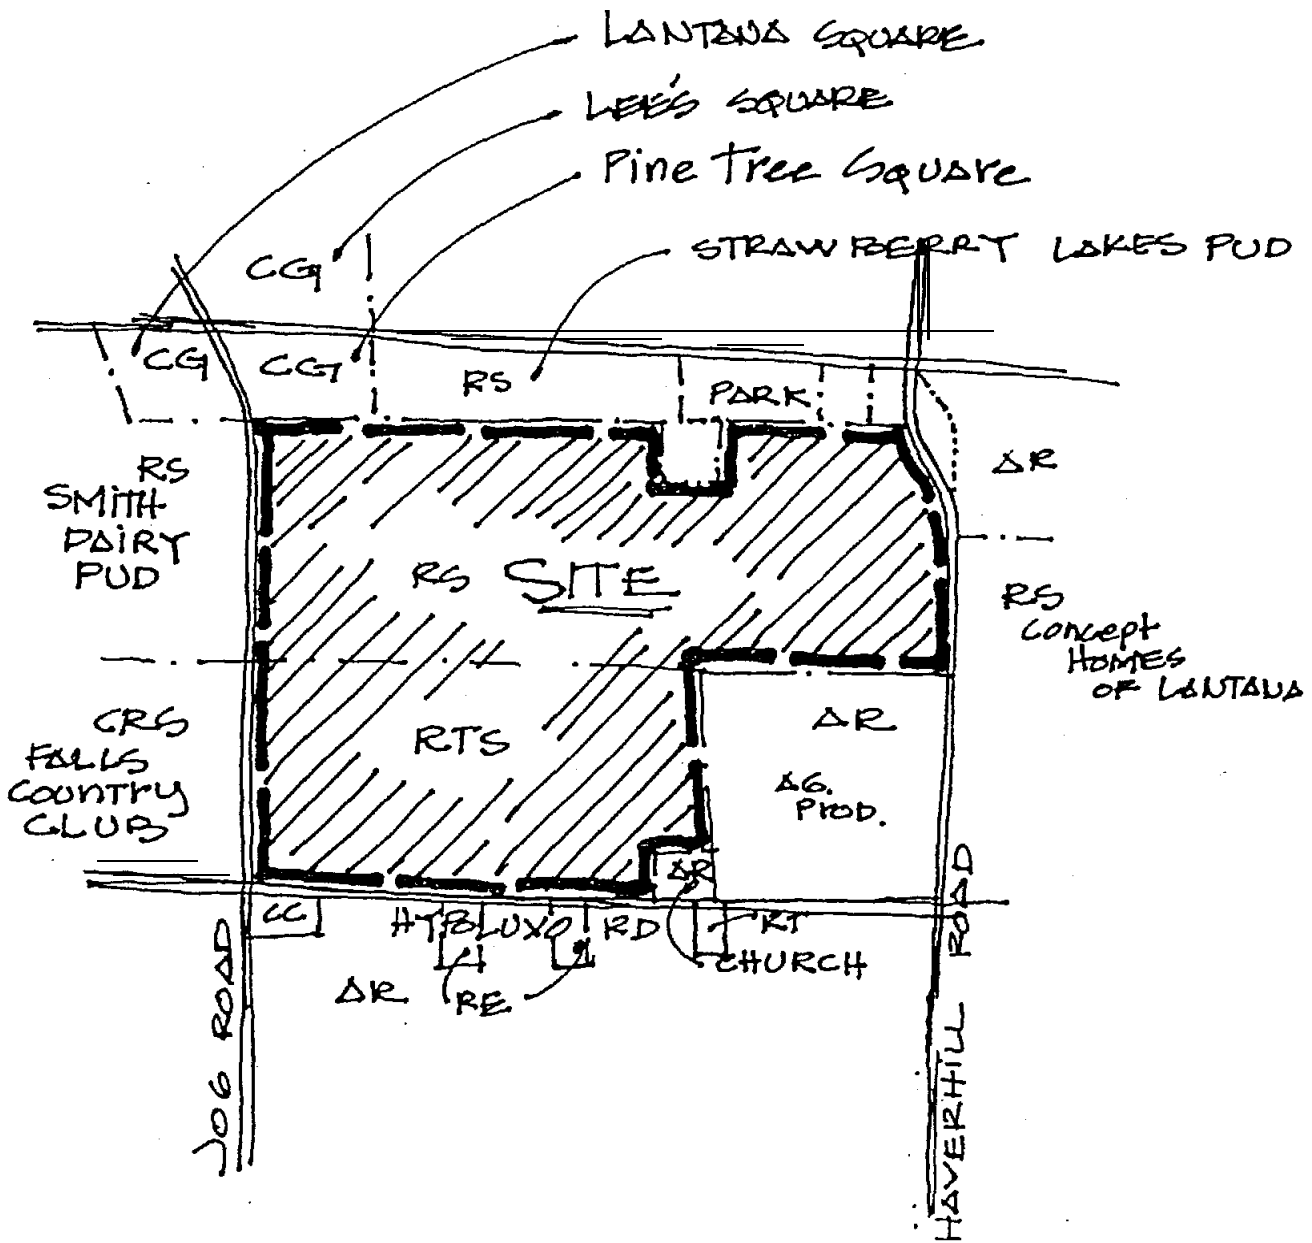 LANTANA SQUARE
LEE'S SQUARE
Pine Tree Square
STRAWBERRY LAKES PUD
CG
CG
CG
RS
PARK
RS
SMITH
DAIRY
PUD
AR
RS SITE
RS
Concept
HOMES
OF LANTANA
CRS
FALLS
COUNTRY
CLUB
RTS
AR
AG.
Prod.
AR
CC
HYPOLUXO RD
RT
CHURCH
AR
RE
JOG ROAD
HAVERHILL ROAD